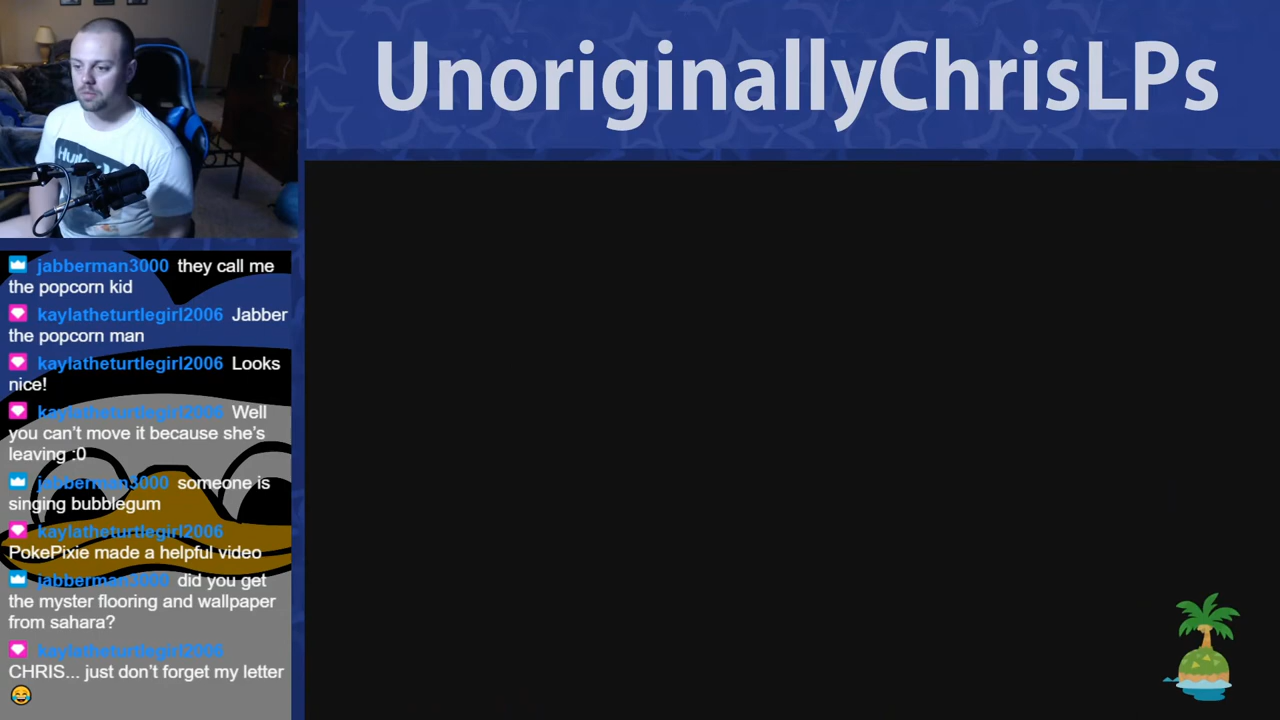 UnoriginallyChrisLPs
jabberman3000 they call me
the popcorn kid
kaylatheturtlegirl2006 Jabber
the popcorn man
kaylatheturtlegirl2006 Looks
nice!
kaylatheturtlegirl2006 Well
you can’t move it because she’s
leaving :0
jabberman3000 someone is
singing bubblegum
kaylatheturtlegirl2006
PokePixie made a helpful video
jabberman3000 did you get
the myster flooring and wallpaper
from sahara?
kaylatheturtlegirl2006
CHRIS... just don’t forget my letter
😂